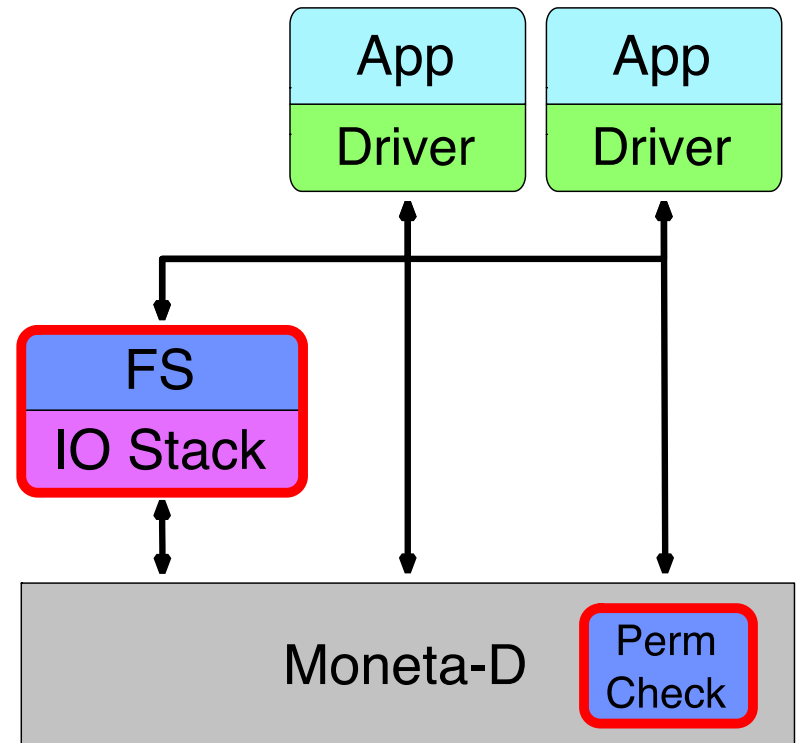 App
Driver
App
Driver
FS
IO Stack
Moneta-D
Perm
Check